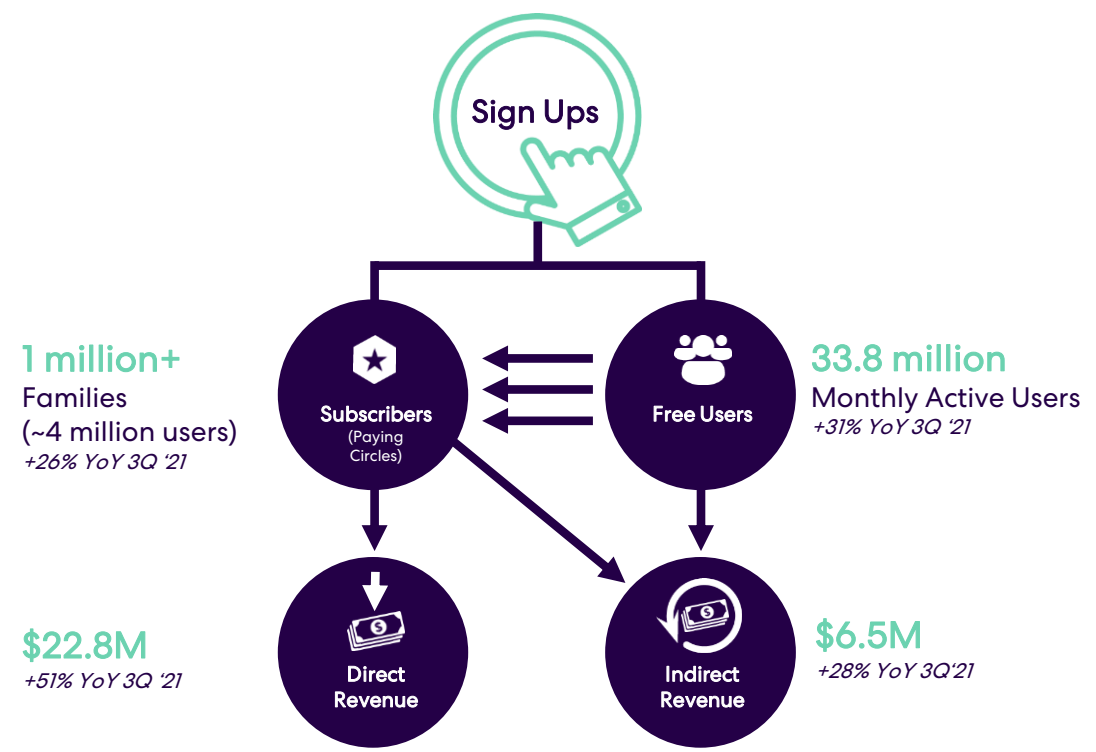 Sign Ups
1 million+
Families
(~4 million users)
+26% YoY 3Q ‘21
Subscribers
(Paying
Circles)
Free Users
33.8 million
Monthly Active Users
+31% YoY 3Q ‘21
$22.8M
+51% YoY 3Q ‘21
Direct
Revenue
Indirect
Revenue
$6.5M
+28% YoY 3Q‘21